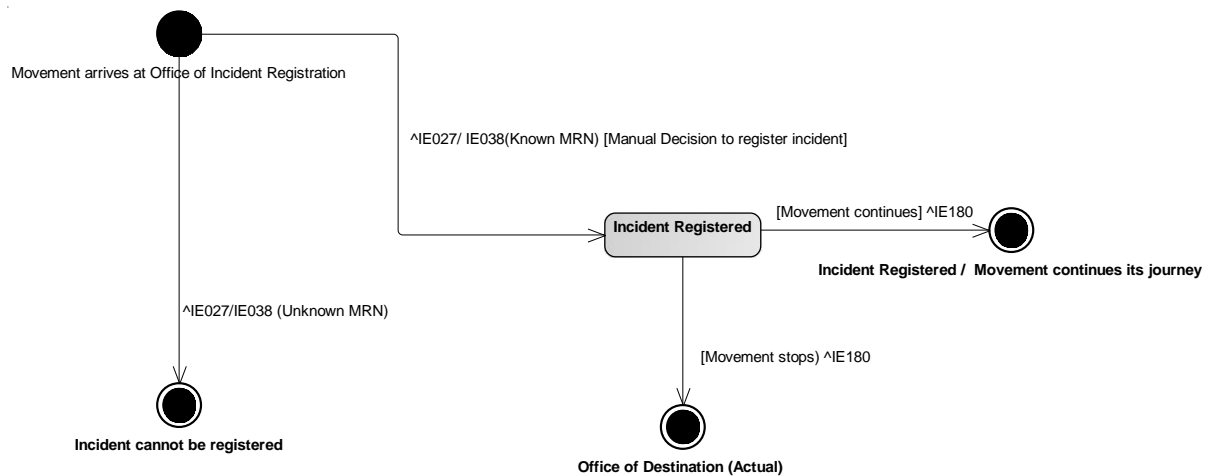 Movement arrives at Office of Incident Registration
^IE027/ IE038(Known MRN) [Manual Decision to register incident]
[Movement continues] ^IE180
Incident Registered
Incident Registered /  Movement continues its journey
^IE027/IE038 (Unknown MRN)
[Movement stops) ^IE180
Incident cannot be registered
Office of Destination (Actual)